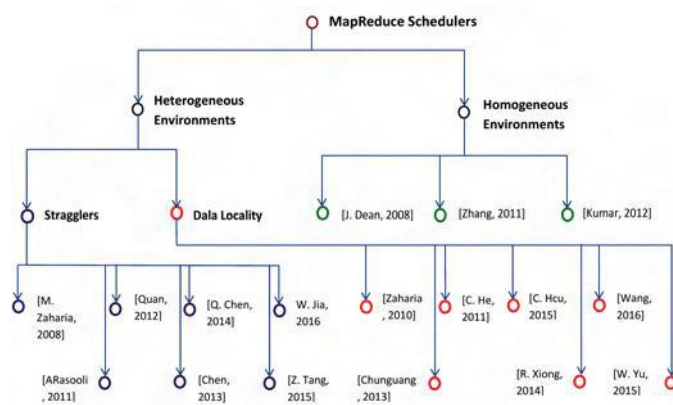 MapReduce Schedulers
Heterogeneous
Environments
Homogeneous
Environments
Stragglers
Dala Locality
[J. Dean, 2008]
[Zhang, 2011]
[Kumar, 2012]
[M.
Zaharia,
2008]
[Quan,
2012]
[Q. Chen,
2014]
W. Jia,
2016
[Zaharia
, 2010]
[C. He,
2011]
[C. Hcu,
2015]
[Wang,
2016]
[ARasooli
, 2011]
[Chen,
2013]
[Z. Tang,
2015]
[Chunguang
, 2013]
[R. Xiong,
2014]
[W. Yu,
2015]